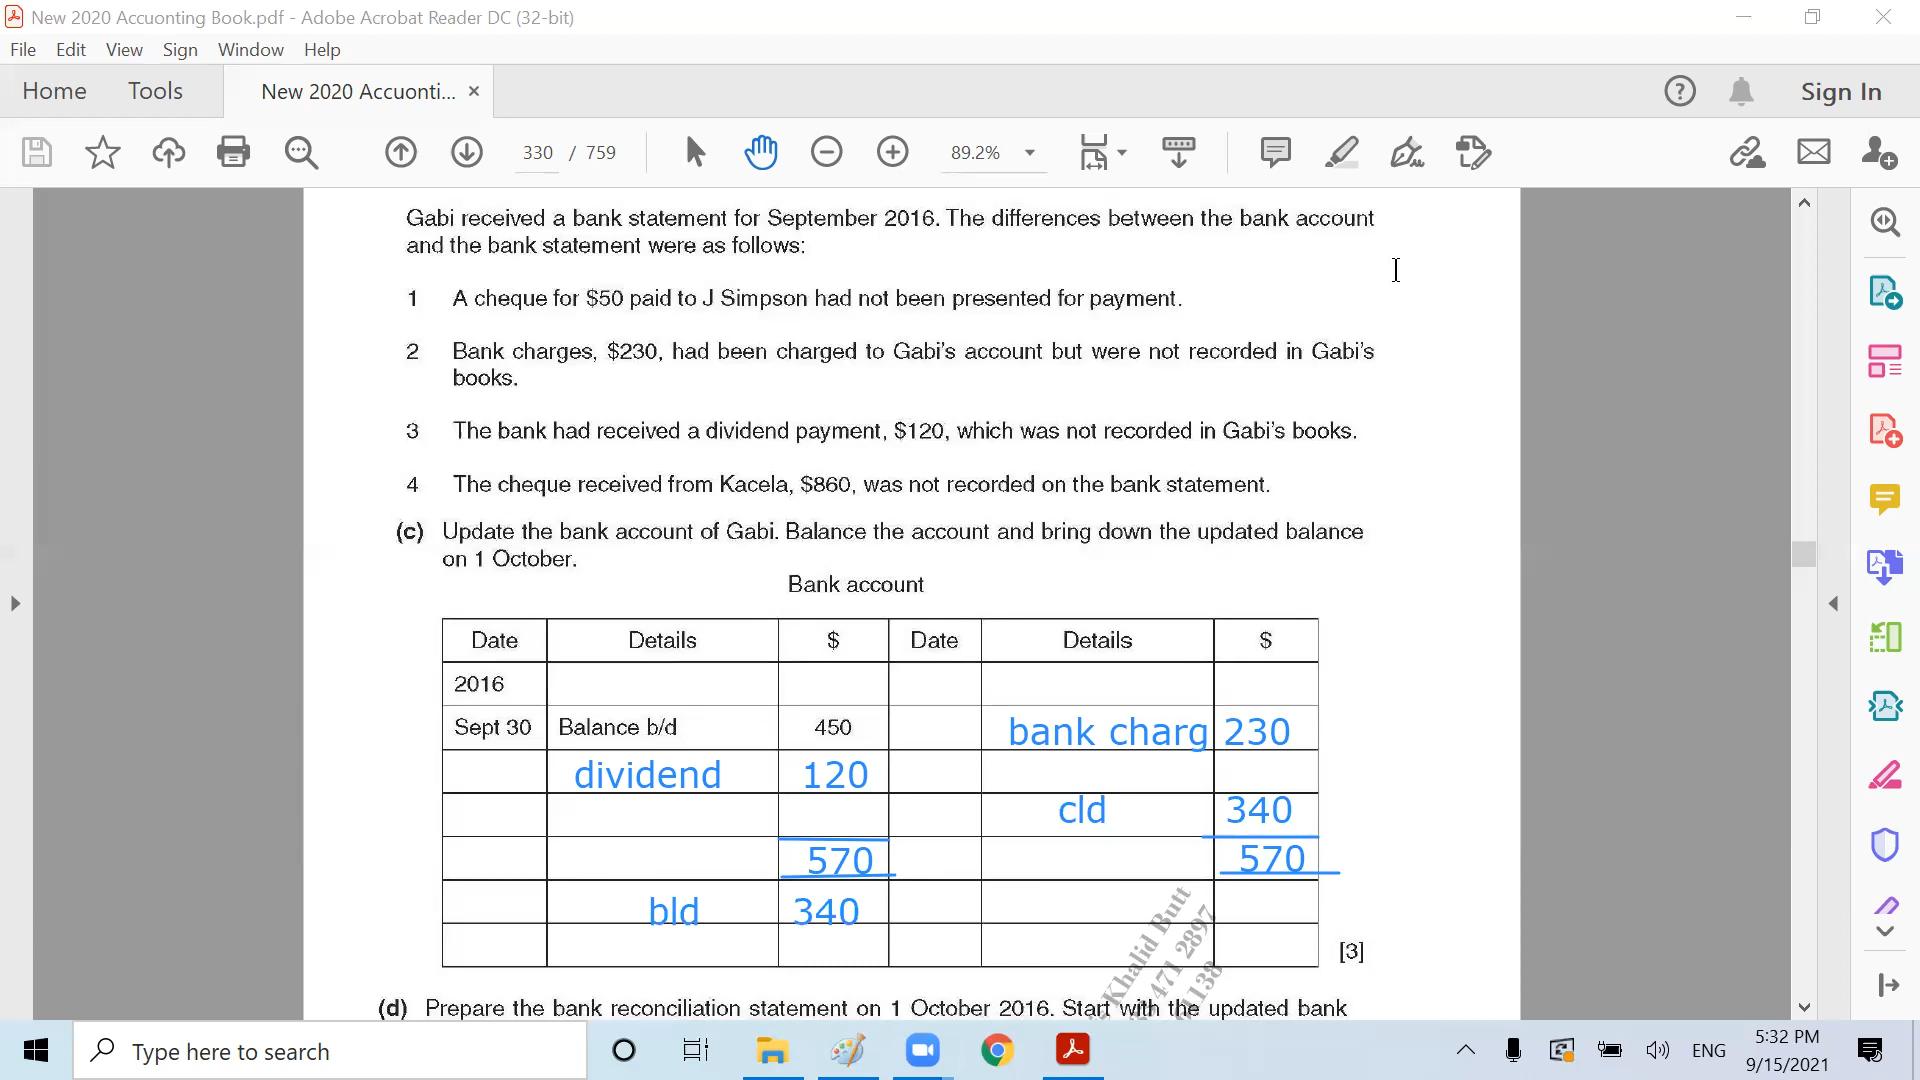 New 2020 Accuonting Book.pdf - Adobe Acrobat Reader DC (32-bit)
File Edit View Sign Window Help
Home Tools New 2020 Accuonti... × Sign In
330 / 759 89.2%
Gabi received a bank statement for September 2016. The differences between the bank account
and the bank statement were as follows:
1 A cheque for $50 paid to J Simpson had not been presented for payment.
2 Bank charges, $230, had been charged to Gabi's account but were not recorded in Gabi's
books.
3 The bank had received a dividend payment, $120, which was not recorded in Gabi's books.
4 The cheque received from Kacela, $860, was not recorded on the bank statement.
(c) Update the bank account of Gabi. Balance the account and bring down the updated balance
on 1 October.
Bank account
Date Details $ Date Details $
2016
Sept 30 Balance b/d 450 bank charg 230
dividend 120
cld 340
570 570
bld 340
[3]
Khalid Butt
471 2897
1138
(d) Prepare the bank reconciliation statement on 1 October 2016. Start with the updated bank
Type here to search
ENG
5:32 PM
9/15/2021